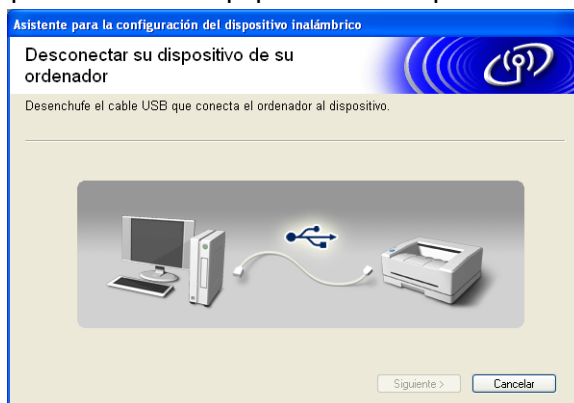 Asistente para la configuración del dispositivo inalámbrico
Desconectar su dispositivo de su
ordenador
Desenchufe el cable USB que conecta el ordenador al dispositivo.
Siguiente >
Cancelar